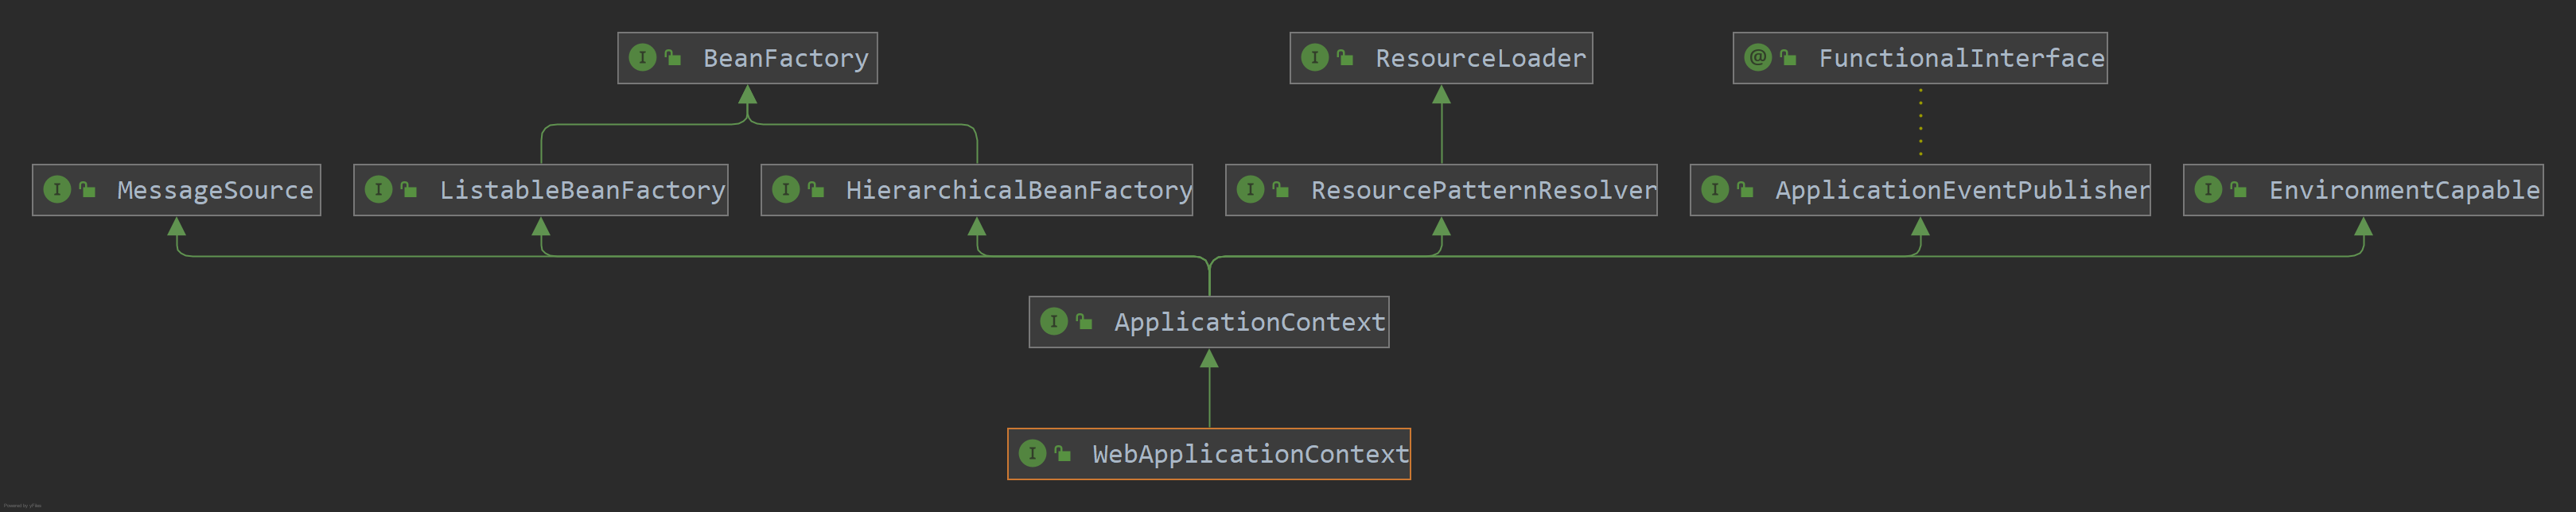 BeanFactory
ResourceLoader
FunctionalInterface
MessageSource
ListableBeanFactory
HierarchicalBeanFactory
ResourcePatternResolver
ApplicationEventPublisher
EnvironmentCapable
ApplicationContext
WebApplicationContext
Powered by yFiles